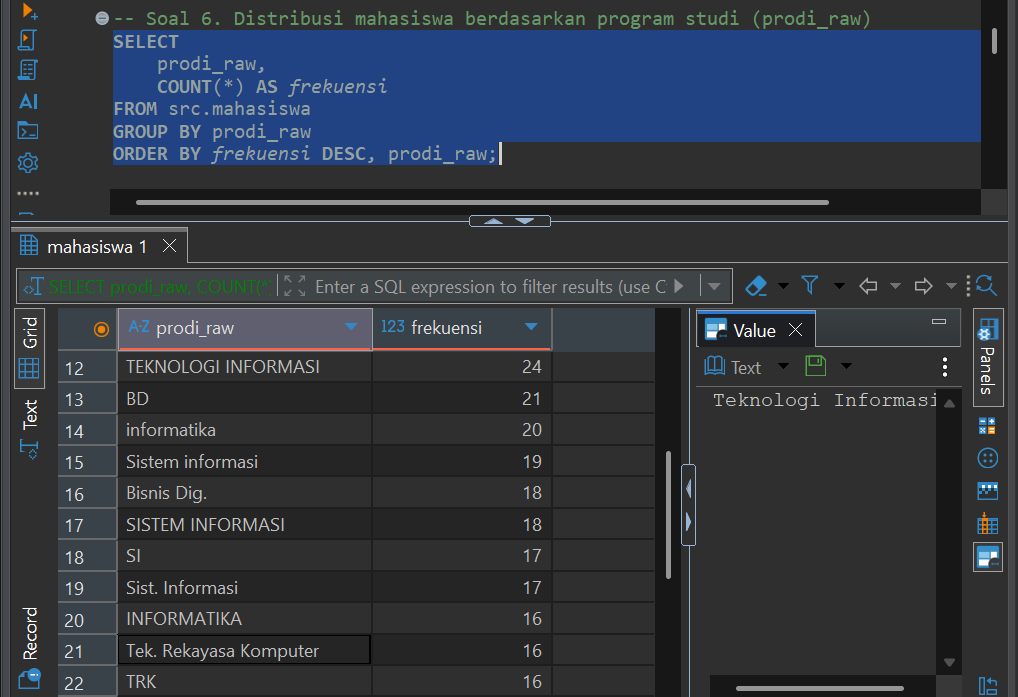 -- Soal 6. Distribusi mahasiswa berdasarkan program studi (prodi_raw)
SELECT
prodi_raw,
COUNT(*) AS frekuensi
FROM src.mahasiswa
GROUP BY prodi_raw
ORDER BY frekuensi DESC, prodi_raw;
AI
mahasiswa 1
SELECT prodi_raw, COUNT(* Enter a SQL expression to filter results (use C
Grid
Text
Record
A-Z prodi_raw 123 frekuensi
12 TEKNOLOGI INFORMASI 24
13 BD 21
14 informatika 20
15 Sistem informasi 19
16 Bisnis Dig. 18
17 SISTEM INFORMASI 18
18 SI 17
19 Sist. Informasi 17
20 INFORMATIKA 16
21 Tek. Rekayasa Komputer 16
22 TRK 16
Value
Text
Teknologi Informasi
Panels